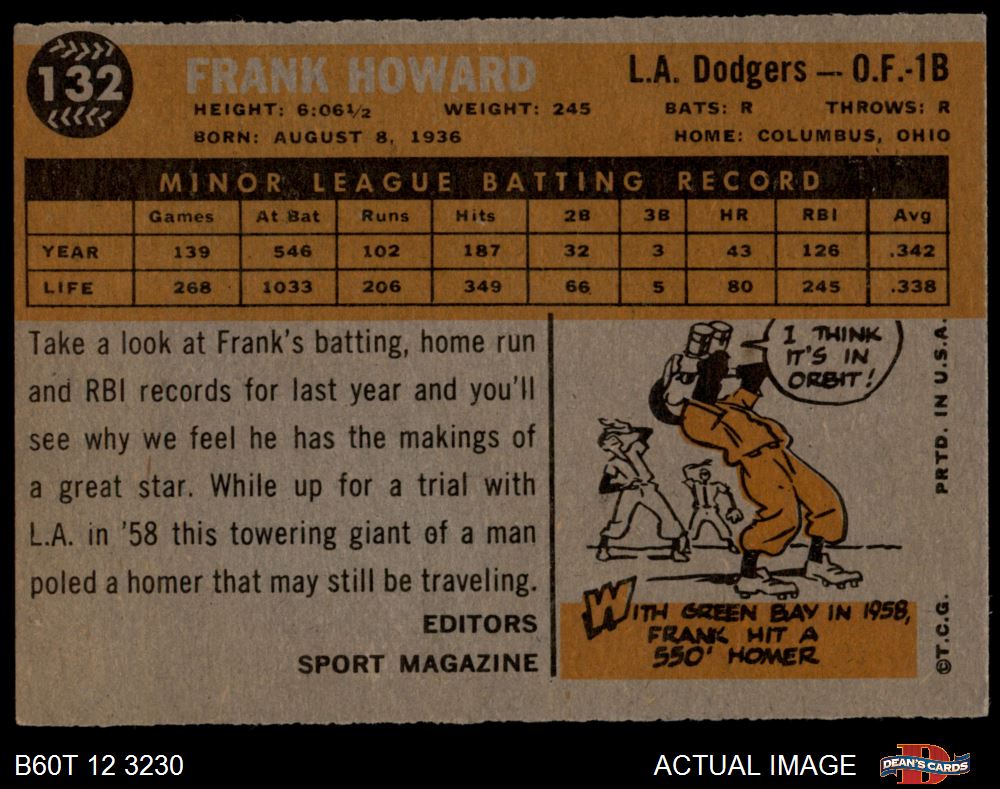 132
FRANK HOWARD
L.A. Dodgers — O.F.-1B
HEIGHT: 6:06½ WEIGHT: 245 BATS: R THROWS: R
BORN: AUGUST 8, 1936 HOME: COLUMBUS, OHIO
MINOR LEAGUE BATTING RECORD
Games At Bat Runs Hits 2B 3B HR RBI Avg
YEAR 139 546 102 187 32 3 43 126 .342
LIFE 268 1033 206 349 66 5 80 245 .338
Take a look at Frank's batting, home run
and RBI records for last year and you'll
see why we feel he has the makings of
a great star. While up for a trial with
L.A. in '58 this towering giant of a man
poled a homer that may still be traveling.
EDITORS
SPORT MAGAZINE
I THINK
IT'S IN
ORBIT!
WITH GREEN BAY IN 1958,
FRANK HIT A
550' HOMER
©T.C.G. PRTD. IN U.S.A.
B60T 12 3230
ACTUAL IMAGE
D
DEAN'S CARDS